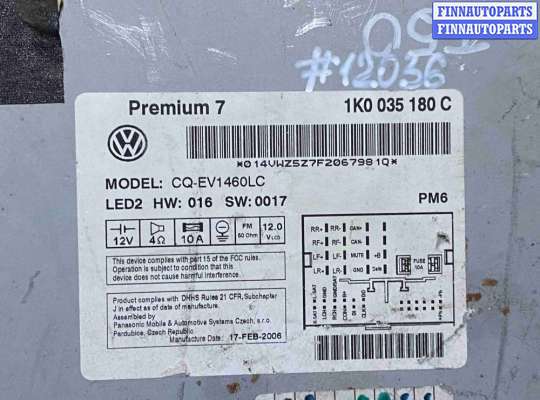 FINNAUTOPARTS
FINNAUTOPARTS
#12036
Premium 7
1K0 035 180 C
*014VWZ5Z7F2067981Q*
MODEL: CQ-EV1460LC
LED2 HW: 016 SW: 0017
PM6
12V
4Ω
10A
FM
50 Ohm
12.0
RR+ RR- CAN+
RF+ RF- CAN-
LF+ LF- MUTE +B
LR+ LR- GND
FUSE
10A
This device complies with part 15 of the FCC rules.
Operation is subject to condition that this
device does not cause harmful interference.
Product complies with DHHS Rules 21 CFR, Subchapter
J in effect as of date of manufacture.
Assembled by
Panasonic Mobile & Automotive Systems Czech, s.r.o.
Pardubice, Czech Republic
Manufacture Date: 17-FEB-2006